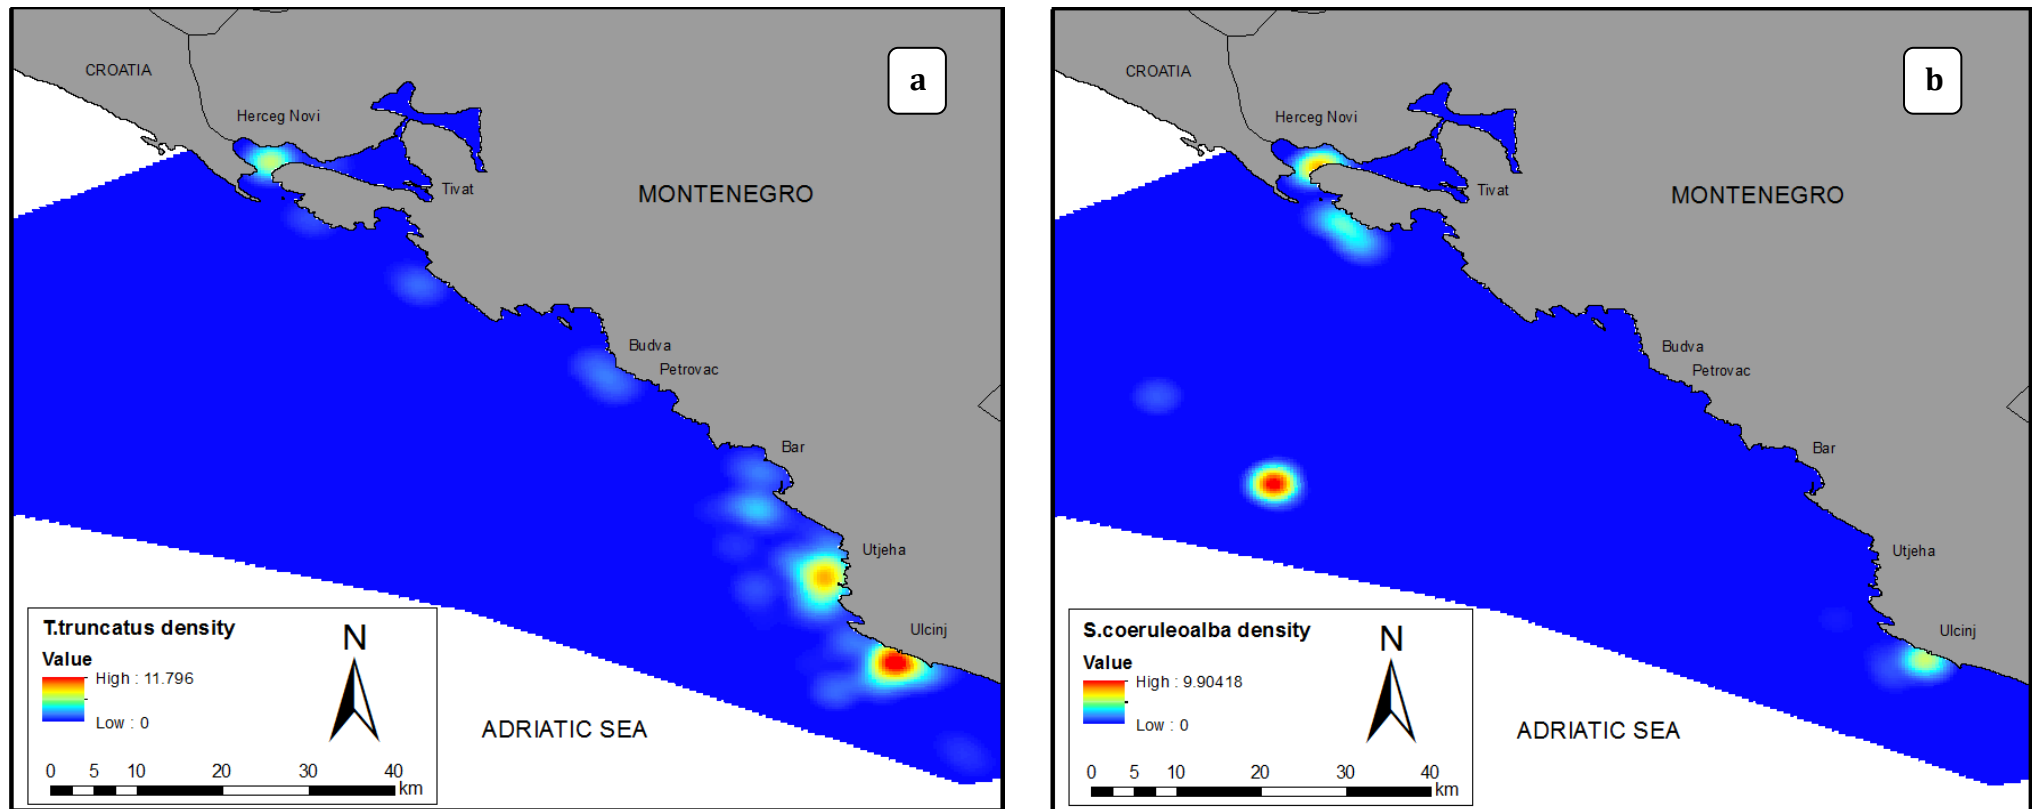 a
CROATIA
Herceg Novi
Tivat
MONTENEGRO
Budva
Petrovac
Bar
Utjeha
Ulcinj
ADRIATIC SEA
T.truncatus density
Value
High : 11.796
Low : 0
N
0 5 10 20 30 40
km
b
CROATIA
Herceg Novi
Tivat
MONTENEGRO
Budva
Petrovac
Bar
Utjeha
Ulcinj
ADRIATIC SEA
S.coeruleoalba density
Value
High : 9.90418
Low : 0
N
0 5 10 20 30 40
km